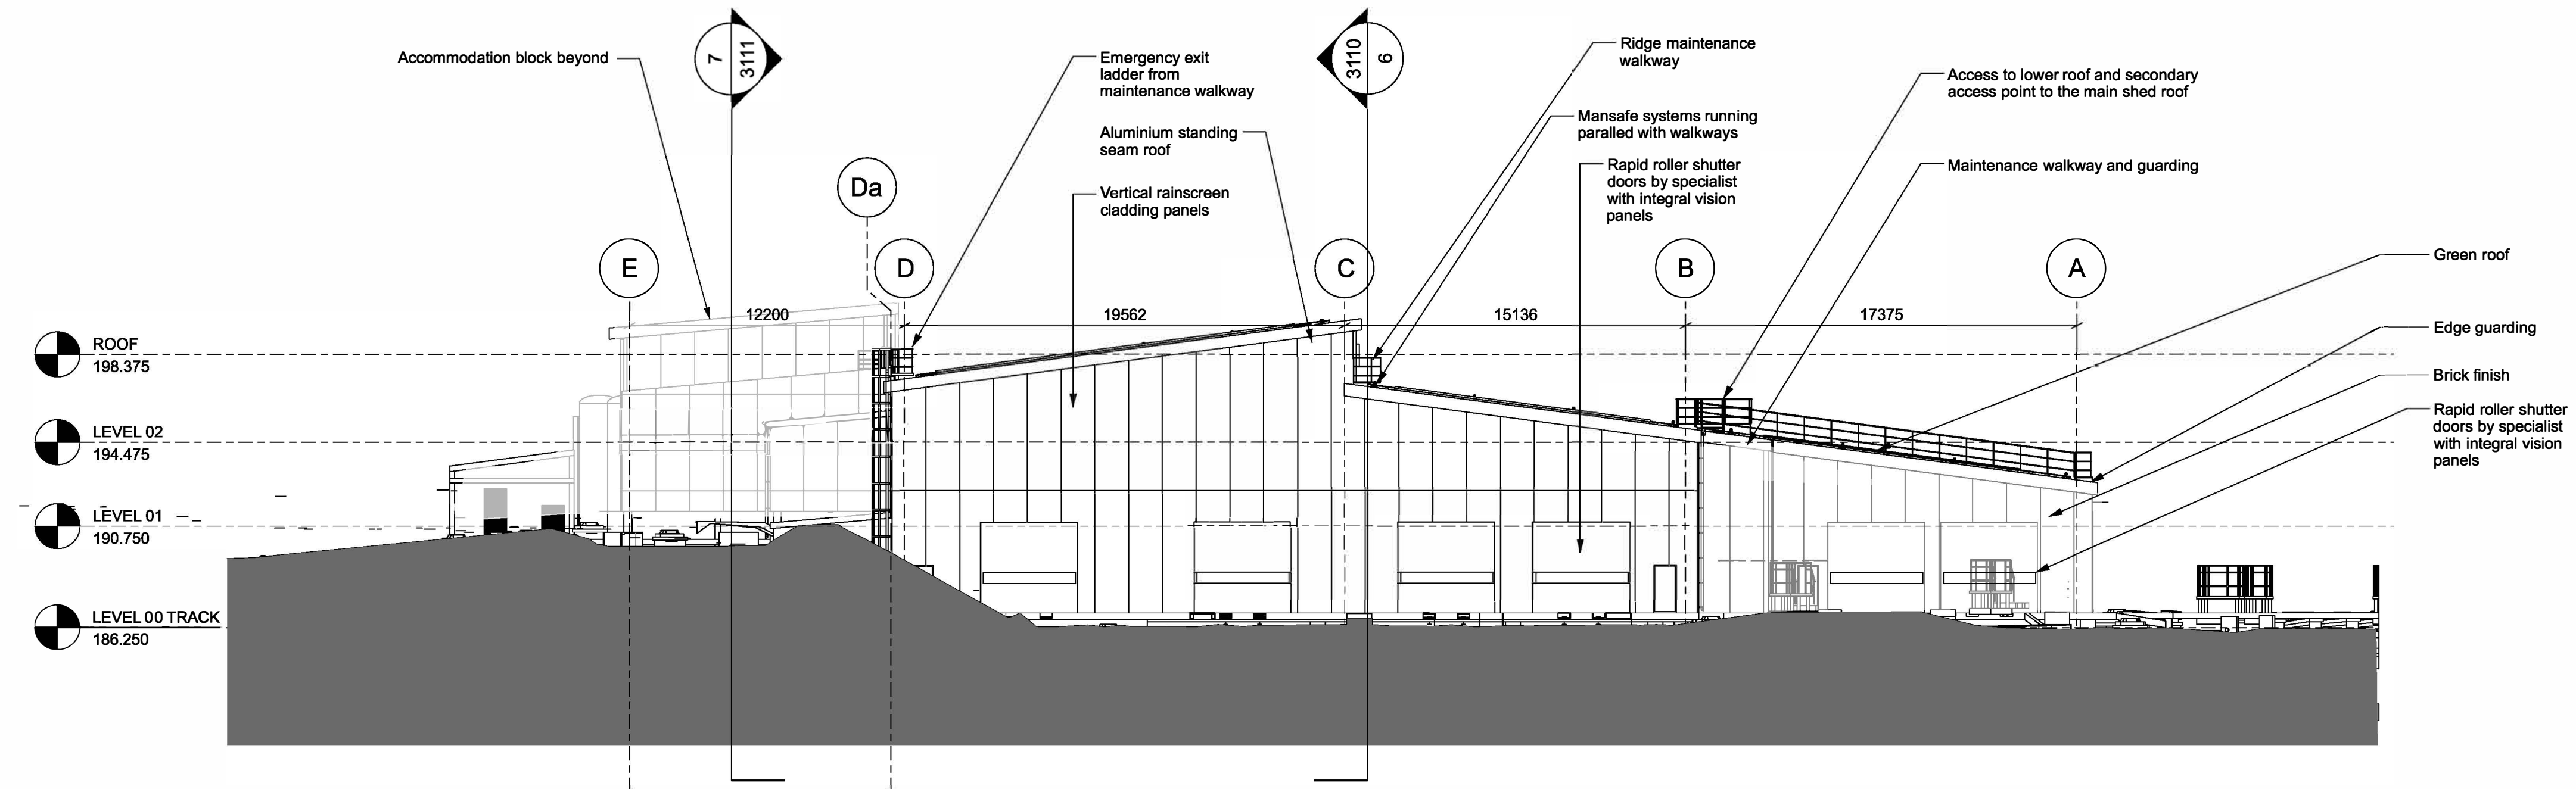 Accommodation block beyond
7
3111
Emergency exit
ladder from
maintenance walkway
Aluminium standing
seam roof
Vertical rainscreen
cladding panels
3110
6
Ridge maintenance
walkway
Mansafe systems running
paralled with walkways
Rapid roller shutter
doors by specialist
with integral vision
panels
Access to lower roof and secondary
access point to the main shed roof
Maintenance walkway and guarding
Green roof
Edge guarding
Brick finish
Rapid roller shutter
doors by specialist
with integral vision
panels
Da
E
D
C
B
A
12200
19562
15136
17375
ROOF
198.375
LEVEL 02
194.475
LEVEL 01
190.750
LEVEL 00 TRACK
186.250